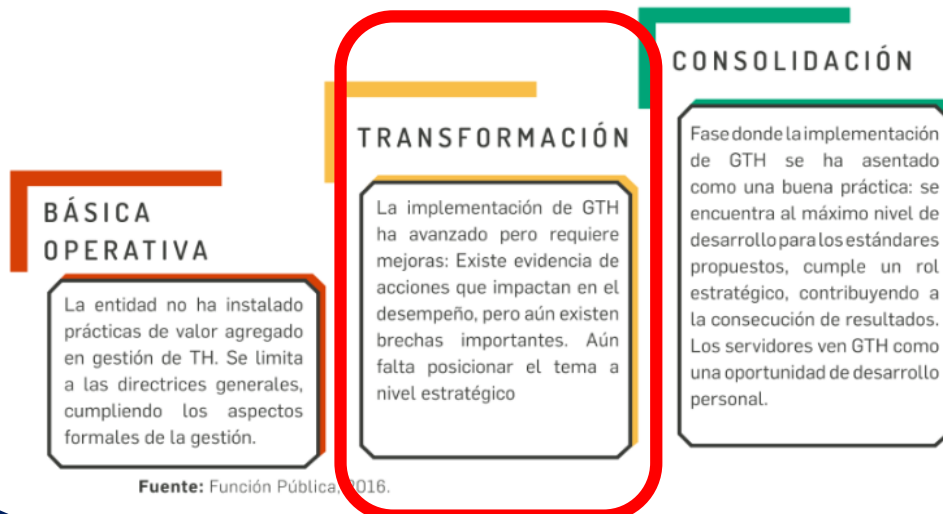 BÁSICA
OPERATIVA
La entidad no ha instalado
prácticas de valor agregado
en gestión de TH. Se limita
a las directrices generales,
cumpliendo los aspectos
formales de la gestión.
TRANSFORMACIÓN
La implementación de GTH
ha avanzado pero requiere
mejoras: Existe evidencia de
acciones que impactan en el
desempeño, pero aún existen
brechas importantes. Aún
falta posicionar el tema a
nivel estratégico
CONSOLIDACIÓN
Fase donde la implementación
de GTH se ha asentado
como una buena práctica: se
encuentra al máximo nivel de
desarrollo para los estándares
propuestos, cumple un rol
estratégico, contribuyendo a
la consecución de resultados.
Los servidores ven GTH como
una oportunidad de desarrollo
personal.
Fuente: Función Pública, 2016.